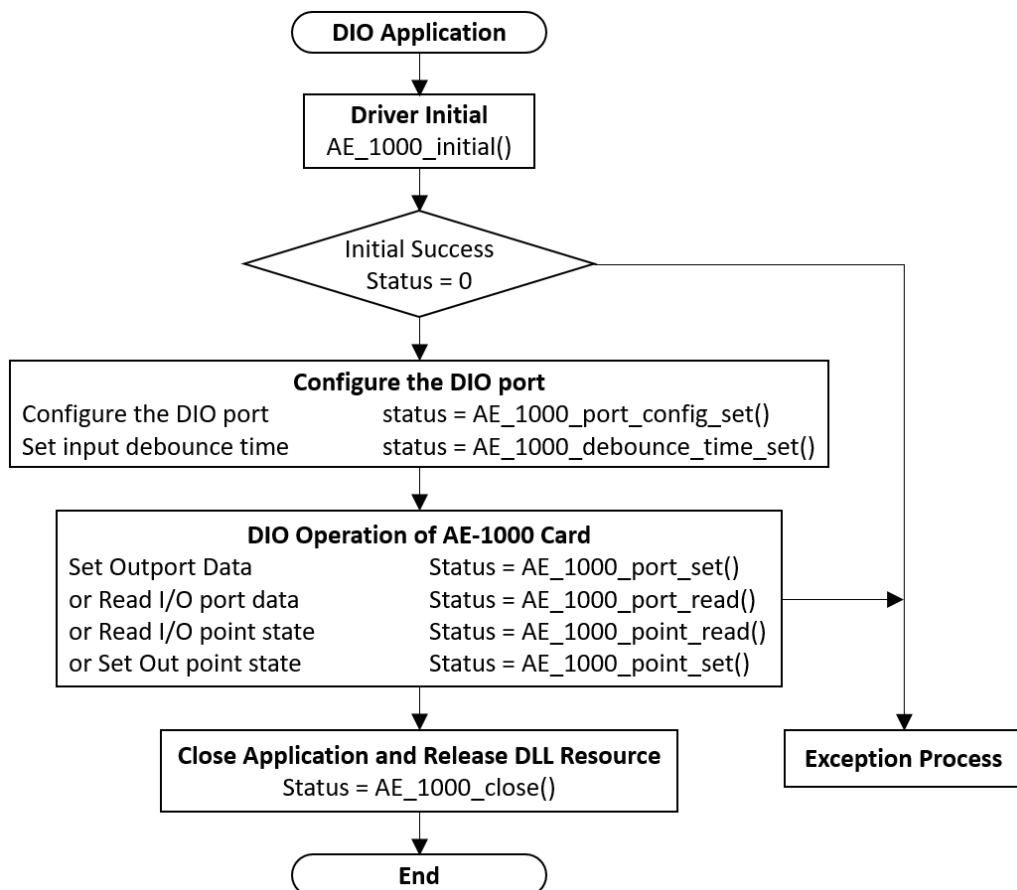 DIO Application
Driver Initial
AE_1000_initial()
Initial Success
Status = 0
Configure the DIO port
Configure the DIO port status = AE_1000_port_config_set()
Set input debounce time status = AE_1000_debounce_time_set()
DIO Operation of AE-1000 Card
Set Outport Data Status = AE_1000_port_set()
or Read I/O port data Status = AE_1000_port_read()
or Read I/O point state Status = AE_1000_point_read()
or Set Out point state Status = AE_1000_point_set()
Close Application and Release DLL Resource
Status = AE_1000_close()
Exception Process
End